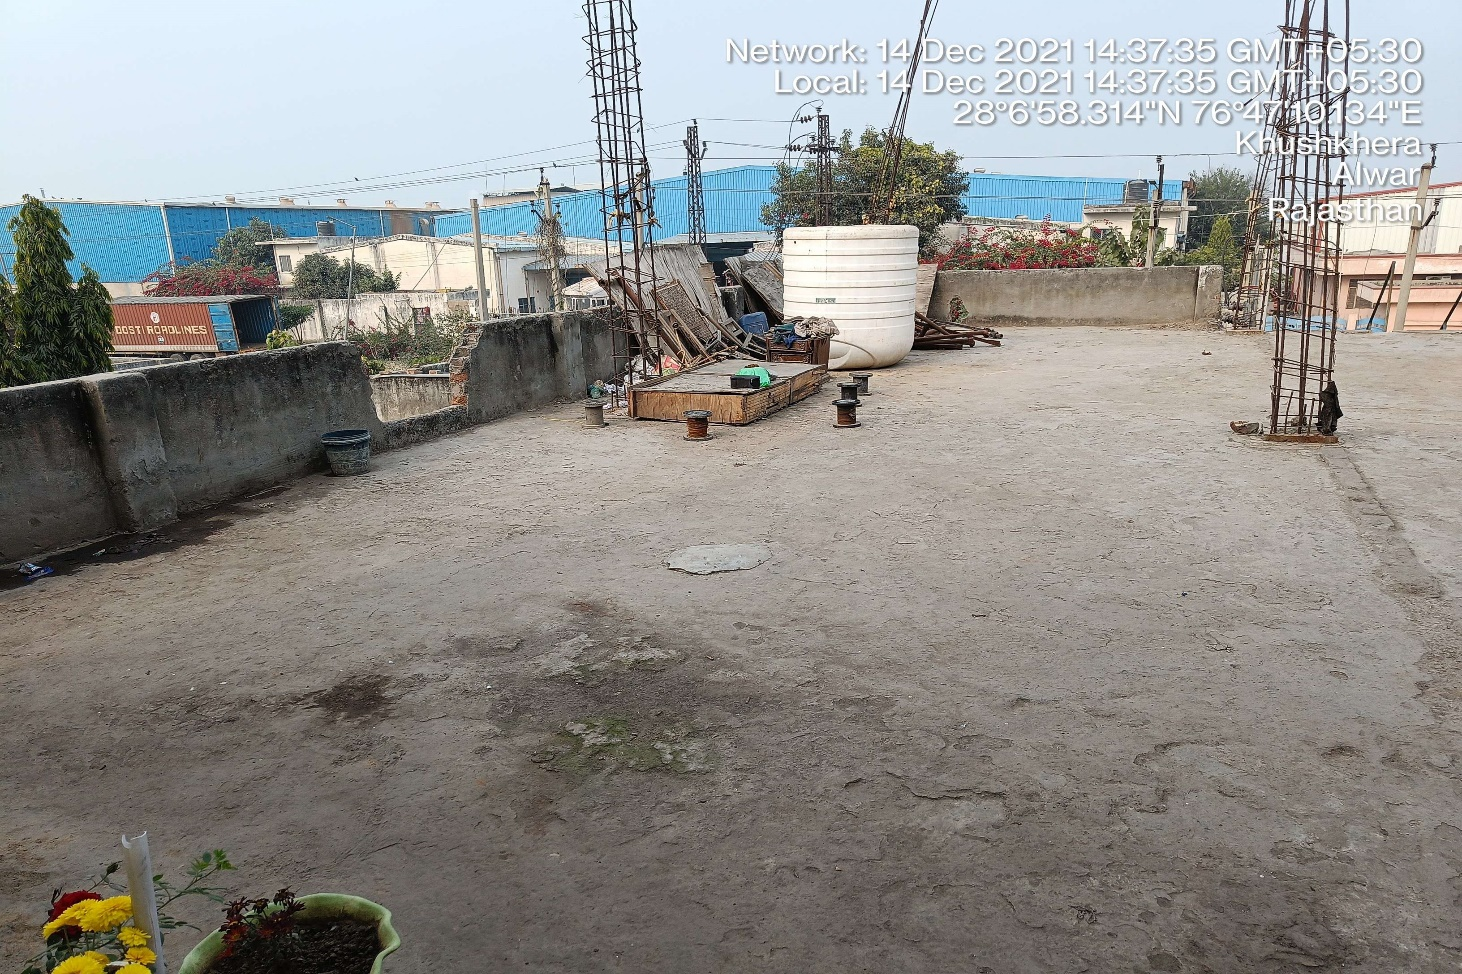 Network: 14 Dec 2021 14:37:35 GMT+05:30
Local: 14 Dec 2021 14:37:35 GMT+05:30
28°6'58.314"N 76°47'10.134"E
Khushkhera
Alwar
Rajasthan
DOSTI ROADLINES